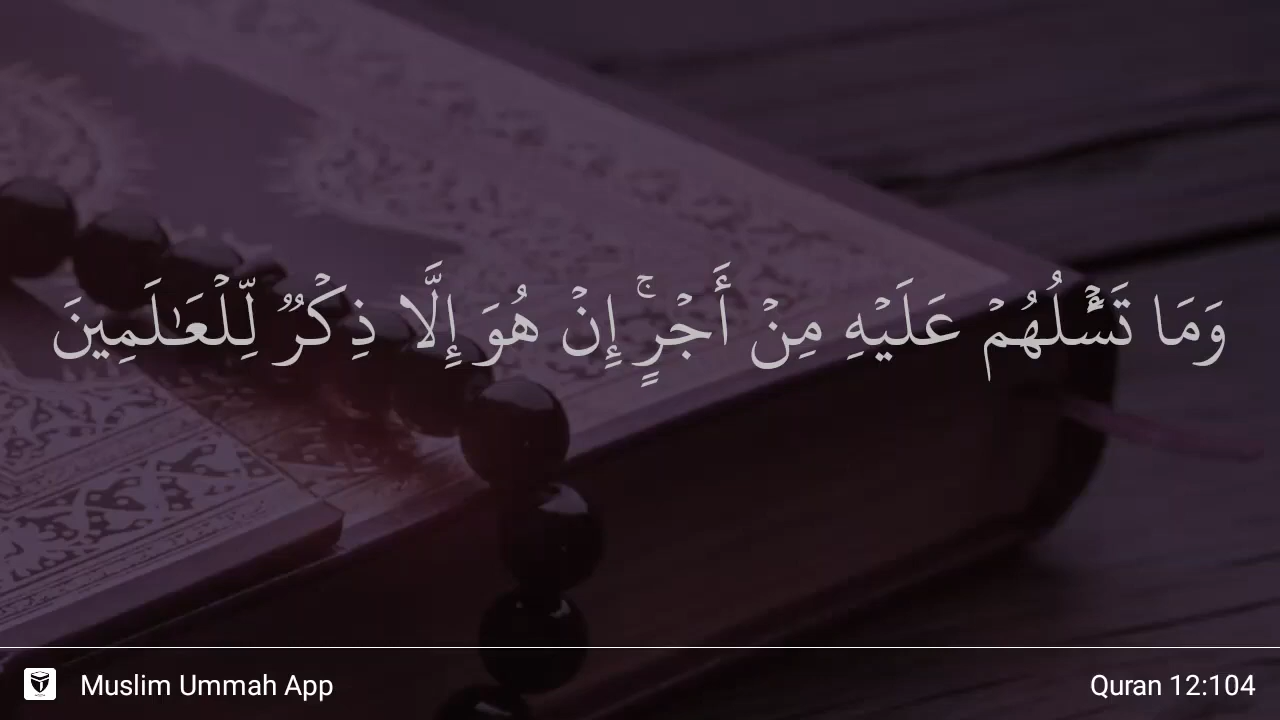 وَمَا تَسۡـَٔلُهُمۡ عَلَيۡهِ مِنۡ أَجۡرٍۚ إِنۡ هُوَ إِلَّا ذِكۡرٞ لِّلۡعَٰلَمِينَ
Muslim Ummah App Quran 12:104